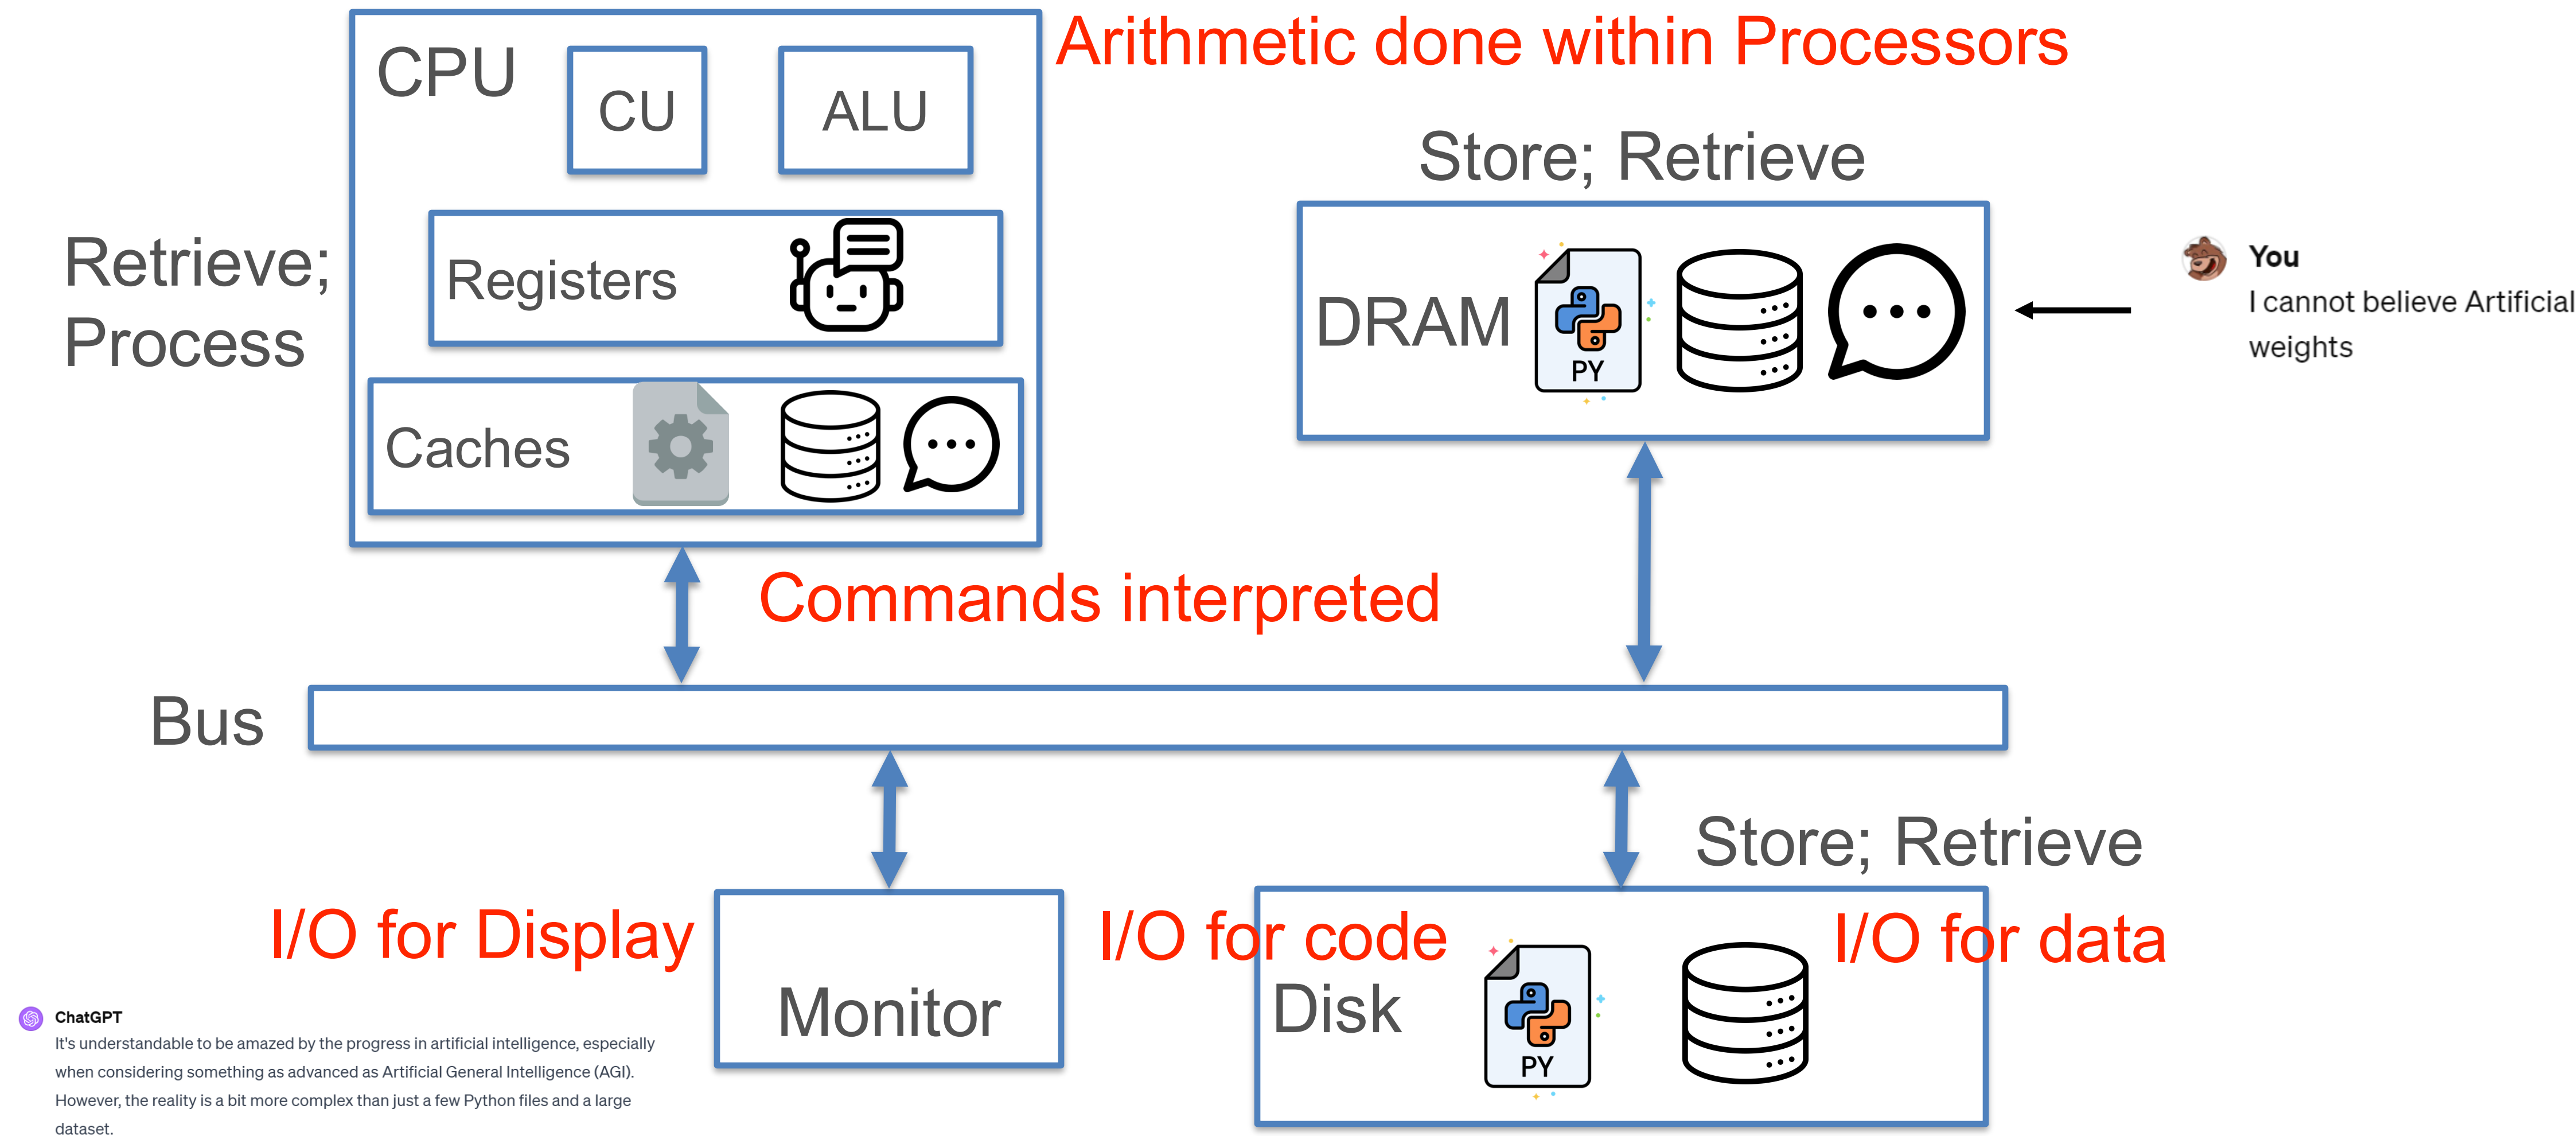 Arithmetic done within Processors
CPU
CU
ALU
Store; Retrieve
Retrieve;
Process
Registers
DRAM
PY
You
I cannot believe Artificial
weights
Caches
Commands interpreted
Bus
Store; Retrieve
I/O for Display
I/O for code
I/O for data
Monitor
Disk
PY
ChatGPT
It's understandable to be amazed by the progress in artificial intelligence, especially
when considering something as advanced as Artificial General Intelligence (AGI).
However, the reality is a bit more complex than just a few Python files and a large
dataset.